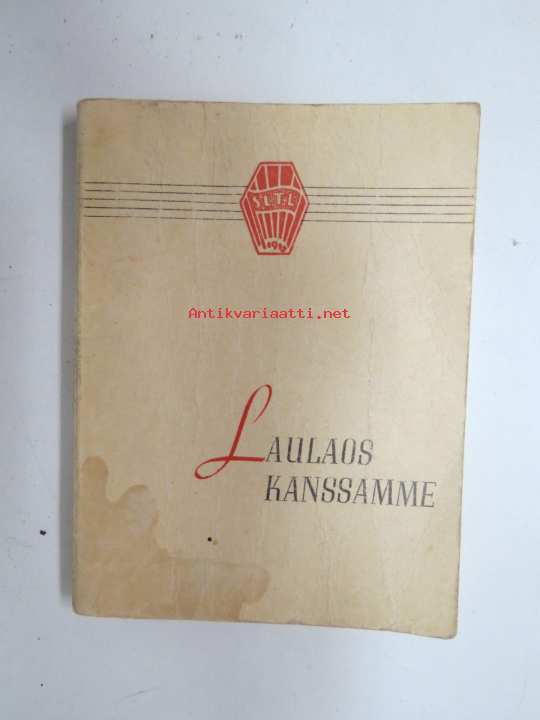 S.L.T.L
Antikvariaatti.net
LAULAOS
KANSSAMME